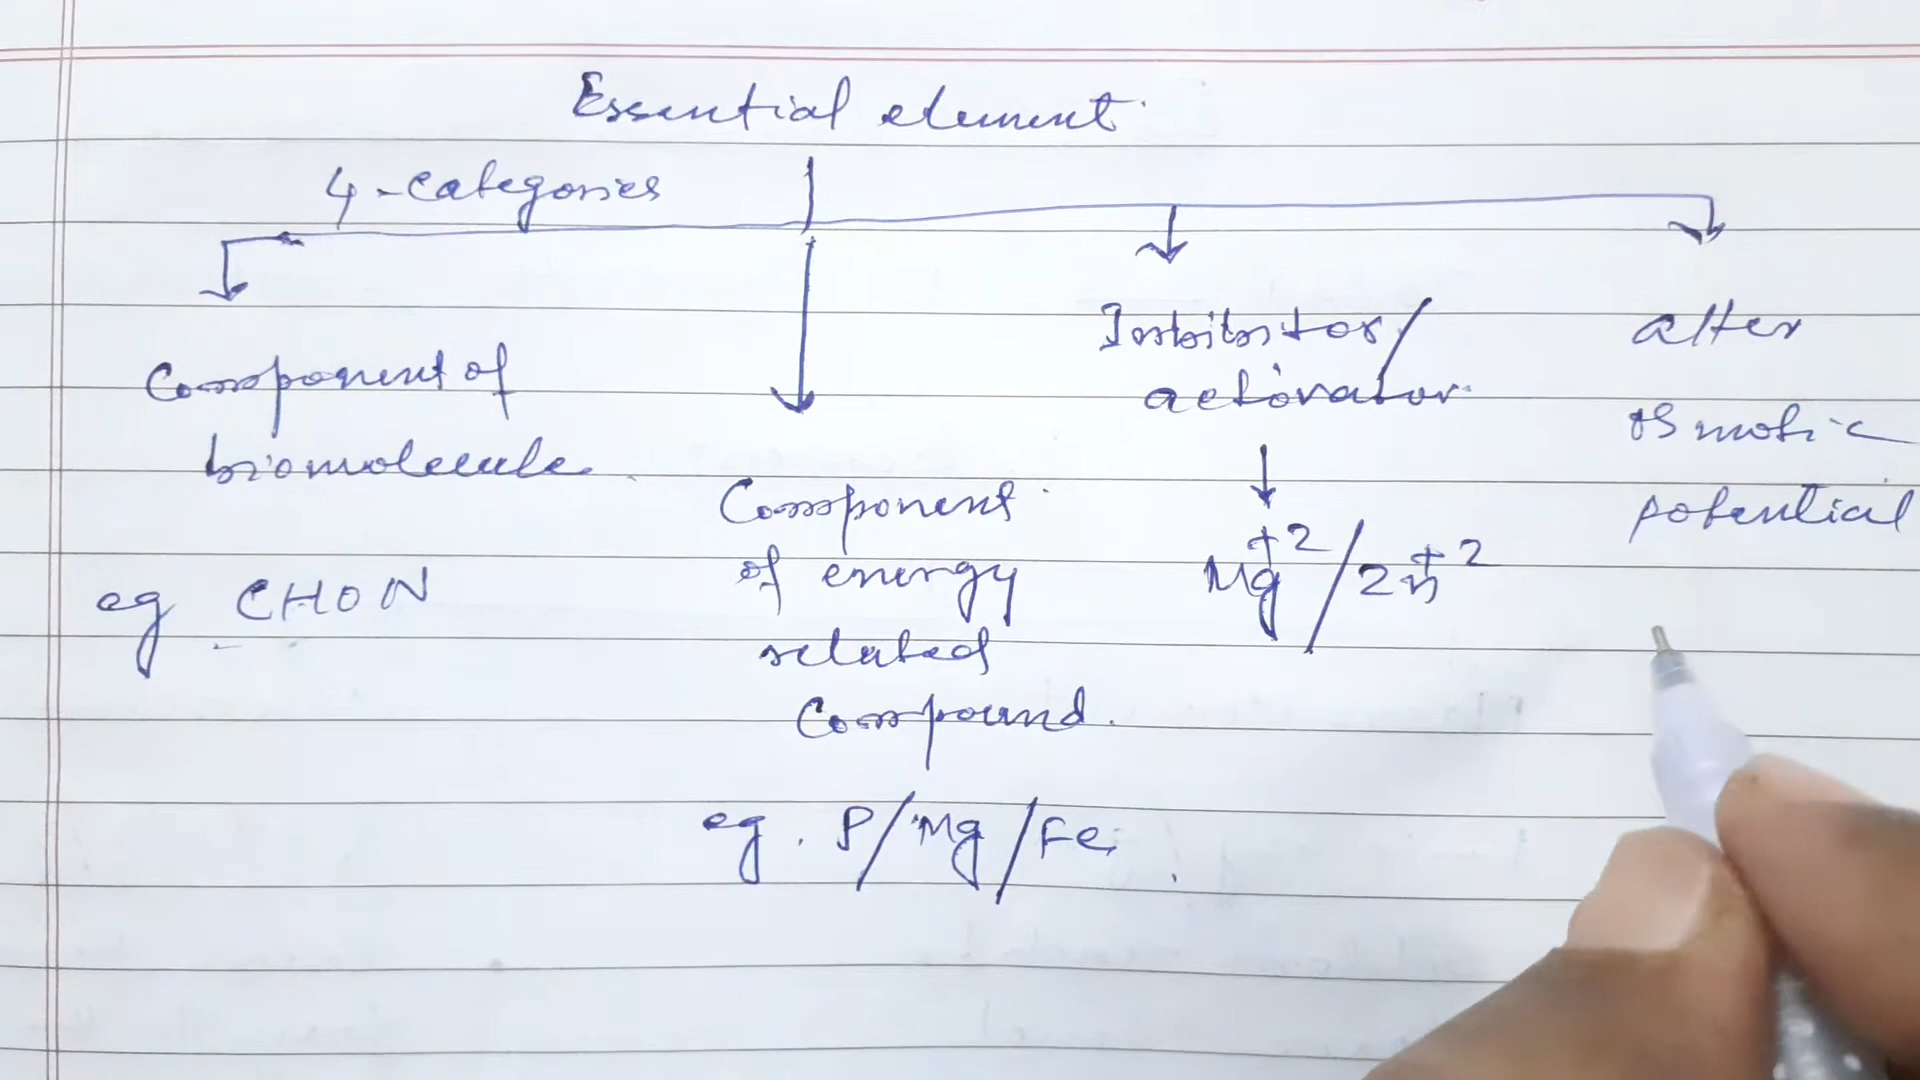 Essential element
4-categories
Component of
biomolecule
eg CHON
Component
of energy
related
Compound.
eg. P/Mg/Fe
Inhibitor/
activator
Mg+2/Zn+2
alter
osmotic
potential